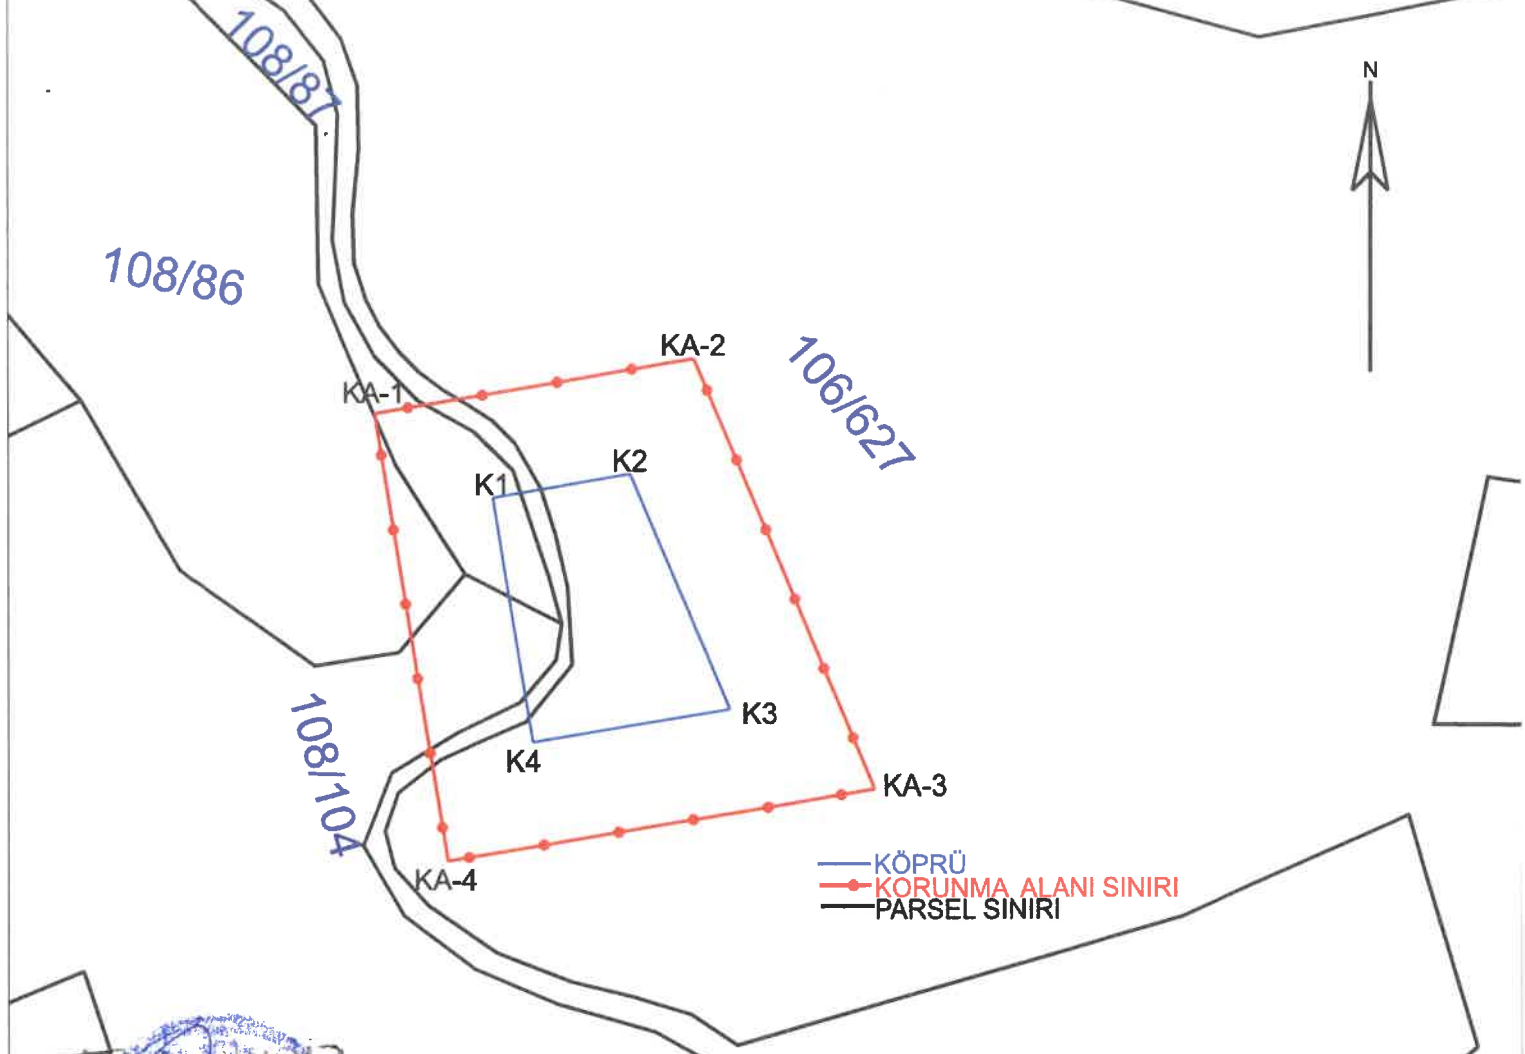 108/87
N
108/86
KA-2
106/627
KA-1
K2
K1
K3
108/104
K4
KA-3
KA-4
KÖPRÜ
KORUNMA ALANI SINIRI
PARSEL SINIRI